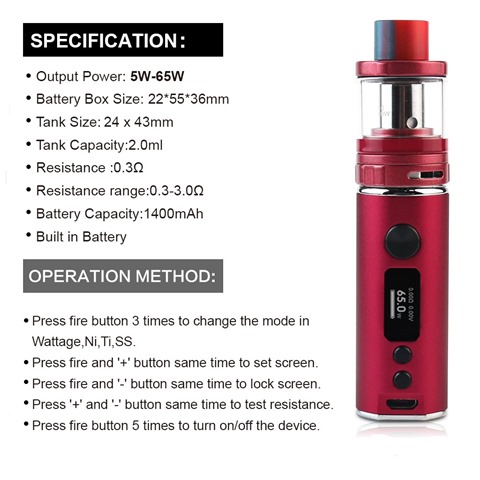 SPECIFICATION:
• Output Power: 5W-65W
• Battery Box Size: 22*55*36mm
• Tank Size: 24 x 43mm
• Tank Capacity:2.0ml
• Resistance :0.3Ω
• Resistance range:0.3-3.0Ω
• Battery Capacity:1400mAh
• Built in Battery
OPERATION METHOD:
• Press fire button 3 times to change the mode in
Wattage,Ni,Ti,SS.
• Press fire and '+' button same time to set screen.
• Press fire and '-' button same time to lock screen.
• Press '+' and '-' button same time to test resistance.
• Press fire button 5 times to turn on/off the device.
0.00Ω 0.00V
65.0W